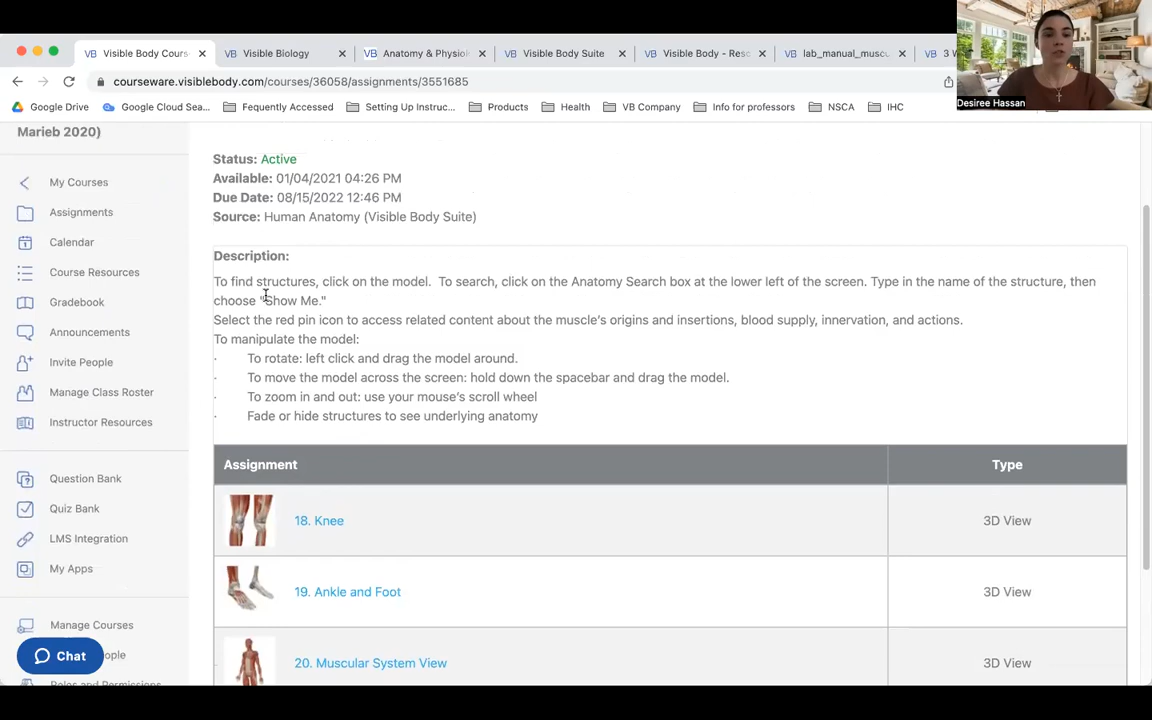 Visible Body Cours
Visible Biology
Anatomy & Physiol
Visible Body Suite
Visible Body - Reso
lab_manual_muscu
3 W
courseware.visiblebody.com/courses/36058/assignments/3551685
Google Drive
Google Cloud Sea...
Fequently Accessed
Setting Up Instruc...
Products
Health
VB Company
Info for professors
NSCA
IHC
Desiree Hassan
Marieb 2020)
My Courses
Assignments
Calendar
Course Resources
Gradebook
Announcements
Invite People
Manage Class Roster
Instructor Resources
Question Bank
Quiz Bank
LMS Integration
My Apps
Manage Courses
ople
Roles and Permissions
Chat
Status: Active
Available: 01/04/2021 04:26 PM
Due Date: 08/15/2022 12:46 PM
Source: Human Anatomy (Visible Body Suite)
Description:
To find structures, click on the model. To search, click on the Anatomy Search box at the lower left of the screen. Type in the name of the structure, then
choose "Show Me."
Select the red pin icon to access related content about the muscle's origins and insertions, blood supply, innervation, and actions.
To manipulate the model:
· To rotate: left click and drag the model around.
· To move the model across the screen: hold down the spacebar and drag the model.
· To zoom in and out: use your mouse's scroll wheel
· Fade or hide structures to see underlying anatomy
Assignment
Type
18. Knee
3D View
19. Ankle and Foot
3D View
20. Muscular System View
3D View